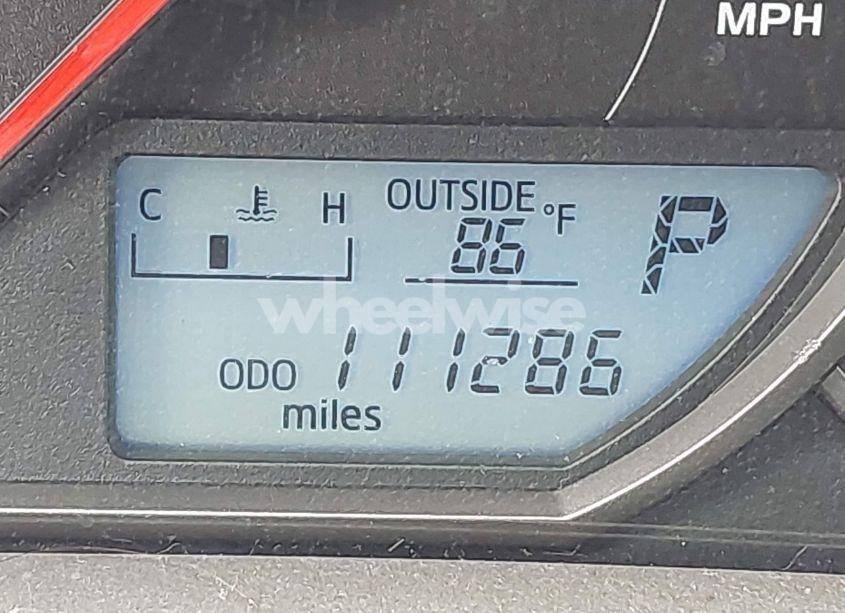 MPH
C H OUTSIDE °F P
86
wheelwise
ODO 111286
miles